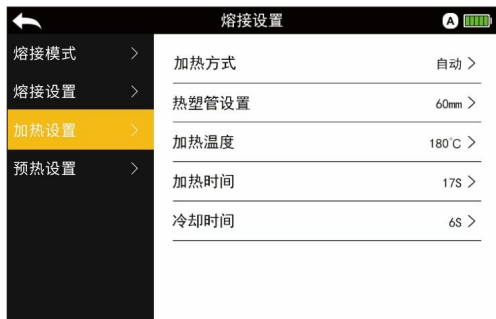 熔接设置
A
熔接模式
熔接设置
加热设置
预热设置
加热方式 自动
热塑管设置 60mm
加热温度 180℃
加热时间 17S
冷却时间 6S